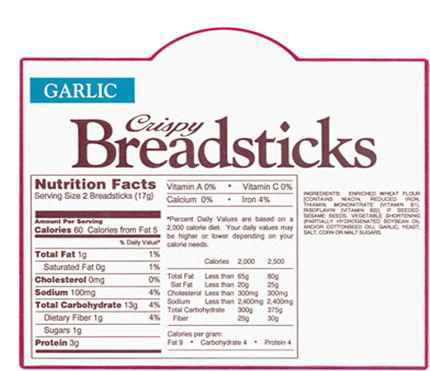 GARLIC
Crispy
Breadsticks
Nutrition Facts
Serving Size 2 Breadsticks (17g)
Amount Per Serving
Calories 60 Calories from Fat 5
% Daily Value*
Total Fat 1g 1%
Saturated Fat 0g 1%
Cholesterol 0mg 0%
Sodium 100mg 4%
Total Carbohydrate 13g 4%
Dietary Fiber 1g 4%
Sugars 1g
Protein 3g
Vitamin A 0% • Vitamin C 0%
Calcium 0% • Iron 4%
*Percent Daily Values are based on a
2,000 calorie diet. Your daily values may
be higher or lower depending on your
calorie needs.
Calories 2,000 2,500
Total Fat Less than 65g 80g
Sat Fat Less than 20g 25g
Cholesterol Less than 300mg 300mg
Sodium Less than 2,400mg 2,400mg
Total Carbohydrate 300g 375g
Fiber 25g 30g
Calories per gram:
Fat 9 • Carbohydrate 4 • Protein 4
INGREDIENTS: ENRICHED WHEAT FLOUR
[CONTAINS NIACIN, REDUCED IRON,
THIAMIN, MONONITRATE (VITAMIN B1),
RIBOFLAVIN (VITAMIN B2)], IF SEEDED,
SESAME SEEDS, VEGETABLE SHORTENING
(PARTIALLY HYDROGENATED SOYBEAN OIL
AND/OR COTTONSEED OIL), GARLIC, YEAST,
SALT, CORN OR MALT SUGARS.